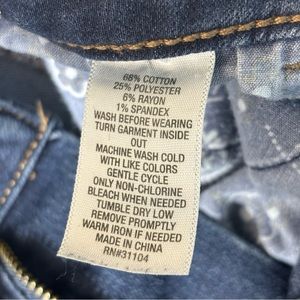 68% COTTON
25% POLYESTER
6% RAYON
1% SPANDEX
WASH BEFORE WEARING
TURN GARMENT INSIDE
OUT
MACHINE WASH COLD
WITH LIKE COLORS
GENTLE CYCLE
ONLY NON-CHLORINE
BLEACH WHEN NEEDED
TUMBLE DRY LOW
REMOVE PROMPTLY
WARM IRON IF NEEDED
MADE IN CHINA
RN#31104